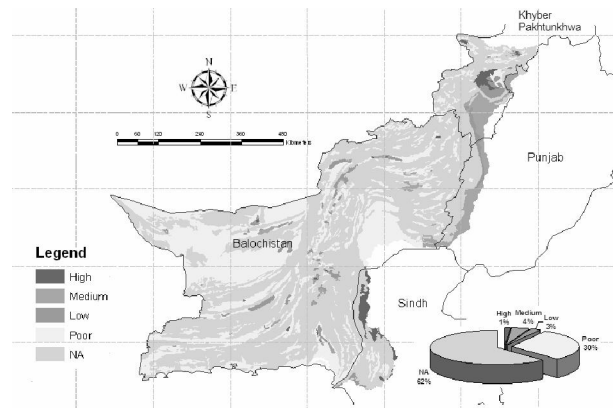 Khyber
Pakhtunkhwa
N
W
E
S
0 60 120 240 360 480
Kilometers
Punjab
Balochistan
Legend
High
Medium
Low
Poor
NA
Sindh
High
1%
Medium
4%
Low
3%
Poor
30%
NA
62%